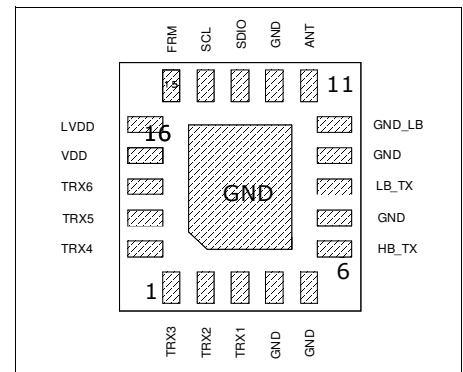 FRM SCL SDIO GND ANT
15 11
LVDD 16 GND_LB
VDD GND
TRX6 GND LB_TX
TRX5 GND
TRX4 HB_TX
1 6
TRX3 TRX2 TRX1 GND GND